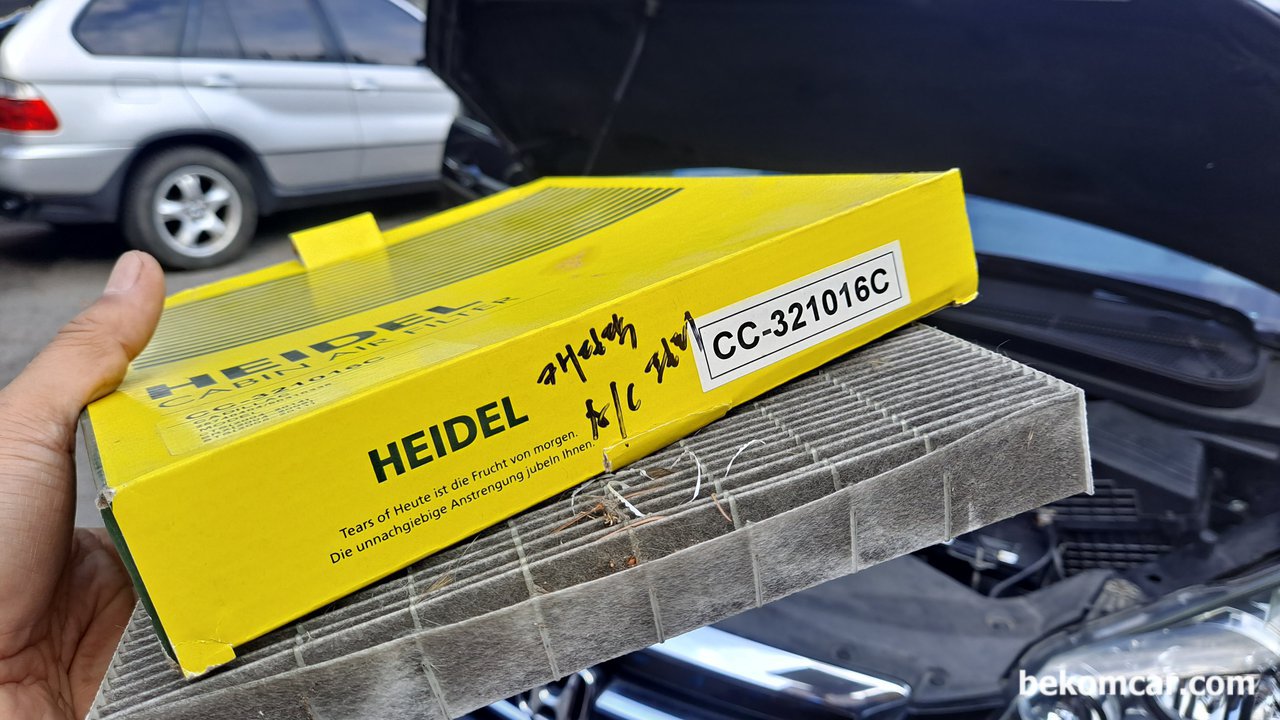 HEIDEL
CABIN AIR FILTER
CC-321016C
HEIDEL
Tears of Heute ist die Frucht von morgen.
Die unnachgiebige Anstrengung jubeln Ihnen.
A/C
CC-321016C
bekomcar.com